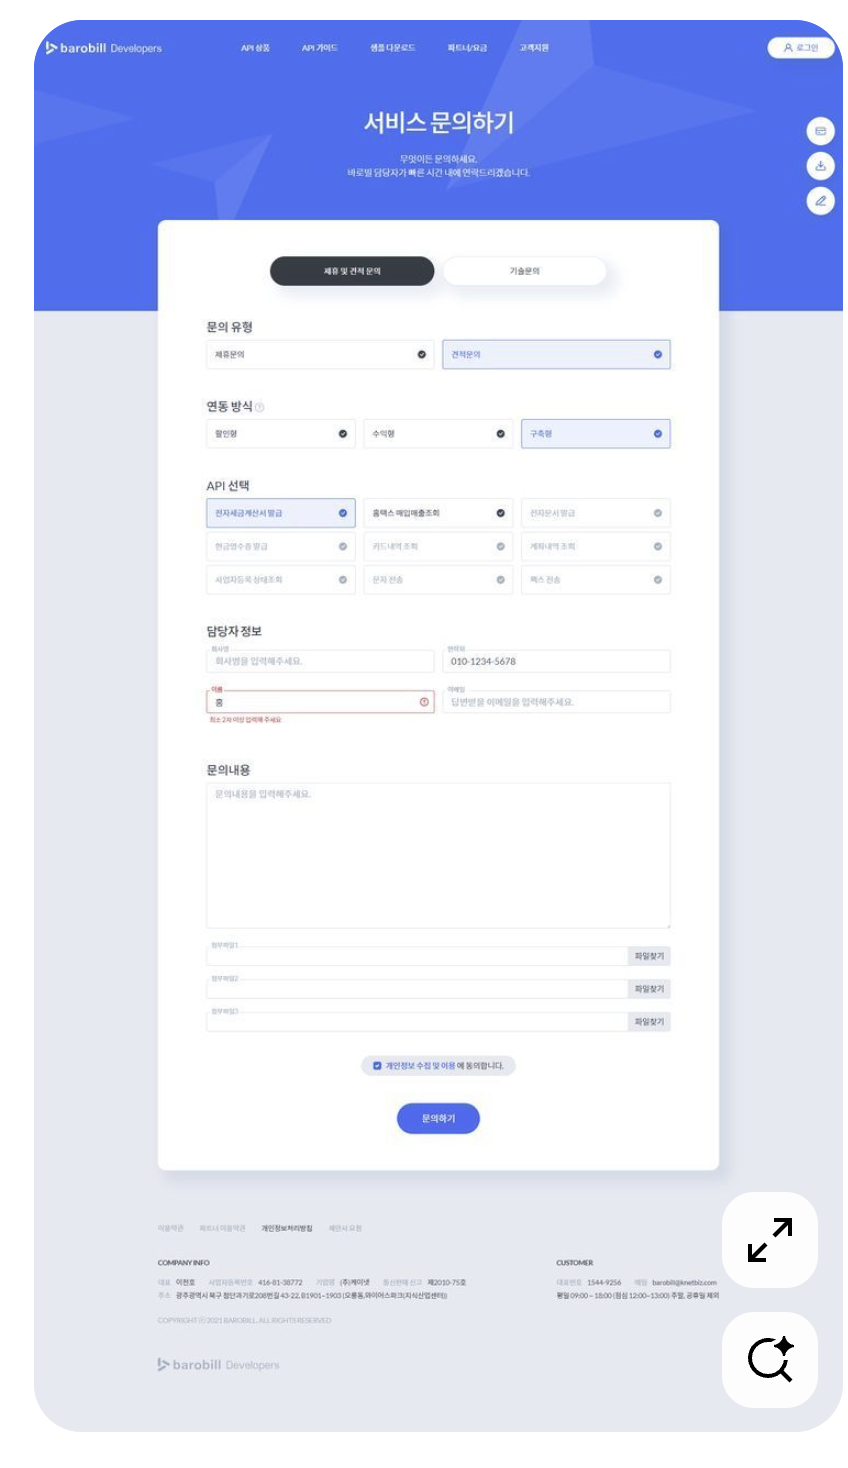 barobill Developers
API 상품
API 가이드
샘플 다운로드
파트너/요금
고객지원
로그인
서비스 문의하기
무엇이든 문의하세요.
바로빌 담당자가 빠른 시간 내에 연락드리겠습니다.
제휴 및 견적 문의
기술문의
문의 유형
제휴문의
견적문의
연동 방식
할인형
수익형
구축형
API 선택
전자세금계산서 발급
홈택스 매입매출조회
전자문서 발급
현금영수증 발급
카드내역 조회
계좌내역 조회
사업자등록 상태조회
문자 전송
팩스 전송
담당자 정보
회사명
회사명을 입력해주세요.
연락처
010-1234-5678
이름
홍
최소 2자 이상 입력해 주세요
이메일
답변받을 이메일을 입력해주세요.
문의내용
문의내용을 입력해주세요.
첨부파일1
파일찾기
첨부파일2
파일찾기
첨부파일3
파일찾기
개인정보 수집 및 이용 에 동의합니다.
문의하기
이용약관
파트너 이용약관
개인정보처리방침
제안서 요청
COMPANY INFO
대표 이천호 사업자등록번호 416-81-38772 기업명 (주)케이넷 통신판매 신고 제2010-75호
주소 광주광역시 북구 첨단과기로208번길 43-22, B1901~1903 (오룡동,와이어스파크(지식산업센터))
CUSTOMER
대표번호 1544-9256 메일 barobill@knetbiz.com
평일 09:00 ~ 18:00 (점심 12:00~13:00) 주말, 공휴일 제외
COPYRIGHT ⓒ 2021 BAROBILL. ALL RIGHTS RESERVED
barobill Developers